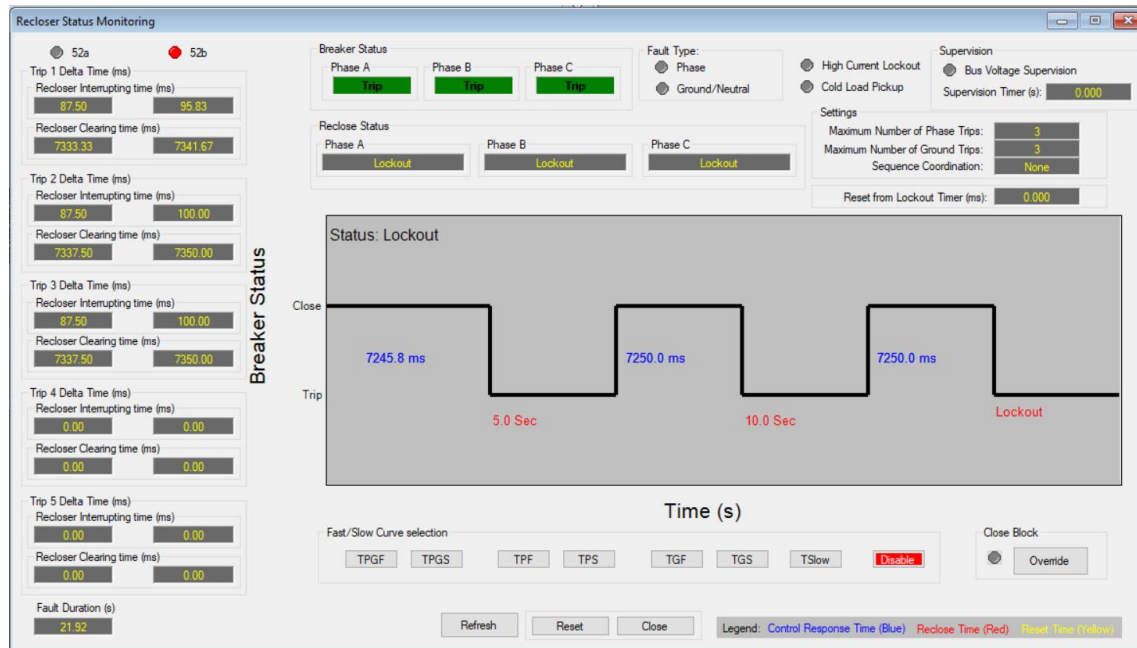 Recloser Status Monitoring
52a 52b
Trip 1 Delta Time (ms)
Recloser Interrupting time (ms)
87.50 95.83
Recloser Clearing time (ms)
7333.33 7341.67
Trip 2 Delta Time (ms)
Recloser Interrupting time (ms)
87.50 100.00
Recloser Clearing time (ms)
7337.50 7350.00
Trip 3 Delta Time (ms)
Recloser Interrupting time (ms)
87.50 100.00
Recloser Clearing time (ms)
7337.50 7350.00
Trip 4 Delta Time (ms)
Recloser Interrupting time (ms)
0.00 0.00
Recloser Clearing time (ms)
0.00 0.00
Trip 5 Delta Time (ms)
Recloser Interrupting time (ms)
0.00 0.00
Recloser Clearing time (ms)
0.00 0.00
Fault Duration (s)
21.92
Breaker Status
Phase A Phase B Phase C
Trip Trip Trip
Fault Type:
Phase
Ground/Neutral
High Current Lockout
Cold Load Pickup
Supervision
Bus Voltage Supervision
Supervision Timer (s): 0.000
Reclose Status
Phase A Phase B Phase C
Lockout Lockout Lockout
Settings
Maximum Number of Phase Trips: 3
Maximum Number of Ground Trips: 3
Sequence Coordination: None
Reset from Lockout Timer (ms): 0.000
Breaker Status
Status: Lockout
Close
7245.8 ms 7250.0 ms 7250.0 ms
Trip
5.0 Sec 10.0 Sec Lockout
Time (s)
Fast/Slow Curve selection
TPGF TPGS TPF TPS TGF TGS TSlow Disable
Close Block
Override
Refresh Reset Close
Legend: Control Response Time (Blue) Reclose Time (Red) Reset Time (Yellow)